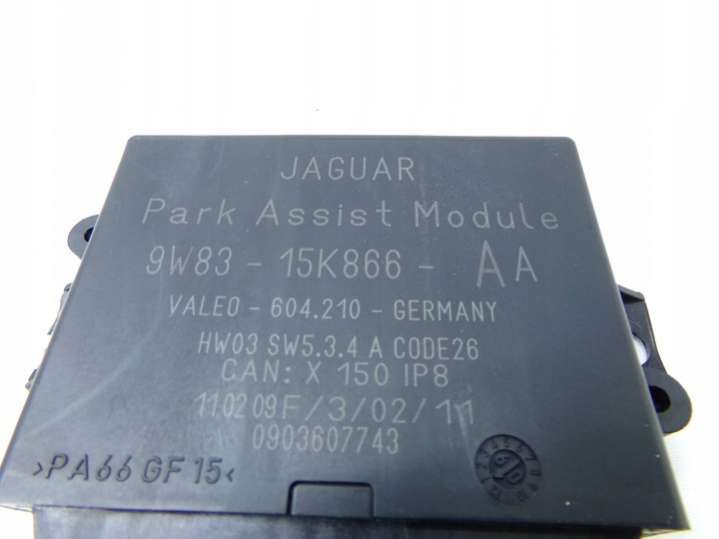 JAGUAR
Park Assist Module
9W83 - 15K866 - AA
VALEO - 604.210 - GERMANY
HW03 SW5.3.4 A CODE26
CAN: X 150 IP8
110209F/3/02/11
0903607743
>PA66 GF15<